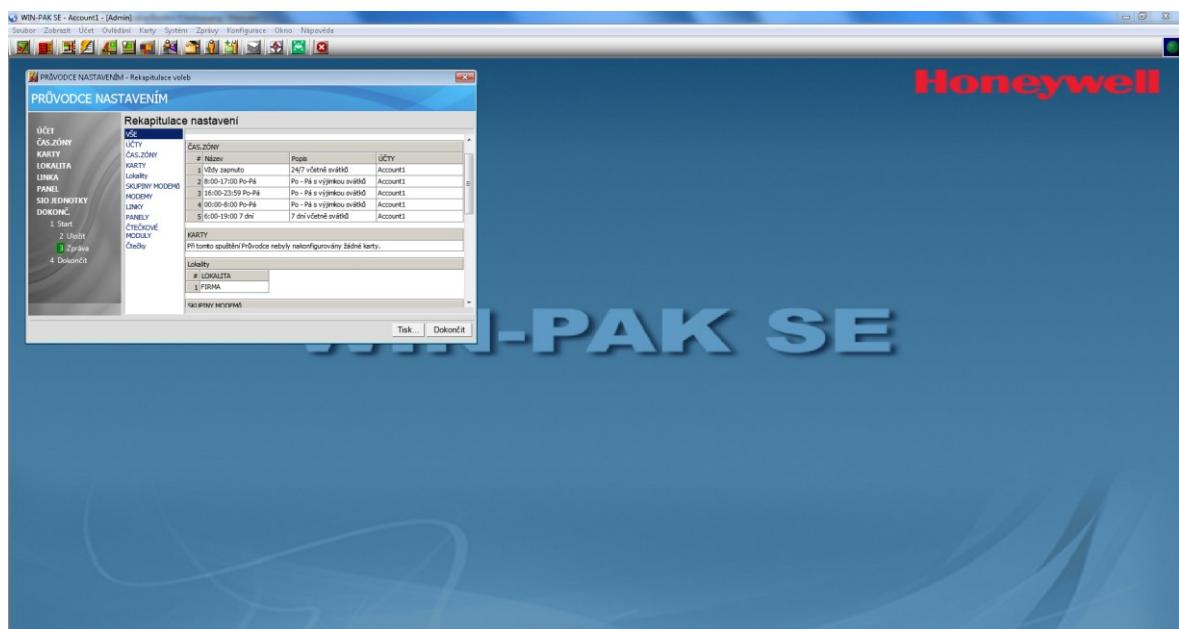 WIN-PAK SE - Account1 - [Admin]
Soubor Zobrazit Účet Ovládání Karty Systém Zprávy Konfigurace Okno Nápověda
Honeywell
PRŮVODCE NASTAVENÍM - Rekapitulace voleb
PRŮVODCE NASTAVENÍM
ÚČET
ČAS.ZÓNY
KARTY
LOKALITA
LINKA
PANEL
SIO JEDNOTKY
DOKONČ.
1 Start
2 Uložit
3 Zpráva
4 Dokončit
Rekapitulace nastavení
VŠE
ÚČTY
ČAS.ZÓNY
KARTY
Lokality
SKUPINY MODEMŮ
MODEMY
LINKY
PANELY
ČTEČKOVÉ
MODULY
Čtečky
ČAS.ZÓNY
# Název Popis ÚČTY
1 Vždy zapnuto 24/7 včetně svátků Account1
2 8:00-17:00 Po-Pá Po - Pá s výjimkou svátků Account1
3 16:00-23:59 Po-Pá Po - Pá s výjimkou svátků Account1
4 00:00-8:00 Po-Pá Po - Pá s výjimkou svátků Account1
5 6:00-19:00 7 dní 7 dní včetně svátků Account1
KARTY
Při tomto spuštění Průvodce nebyly nakonfigurovány žádné karty.
Lokality
# LOKALITA
1 FIRMA
SKUPINY MODEMŮ
Tisk... Dokončit
WIN-PAK SE